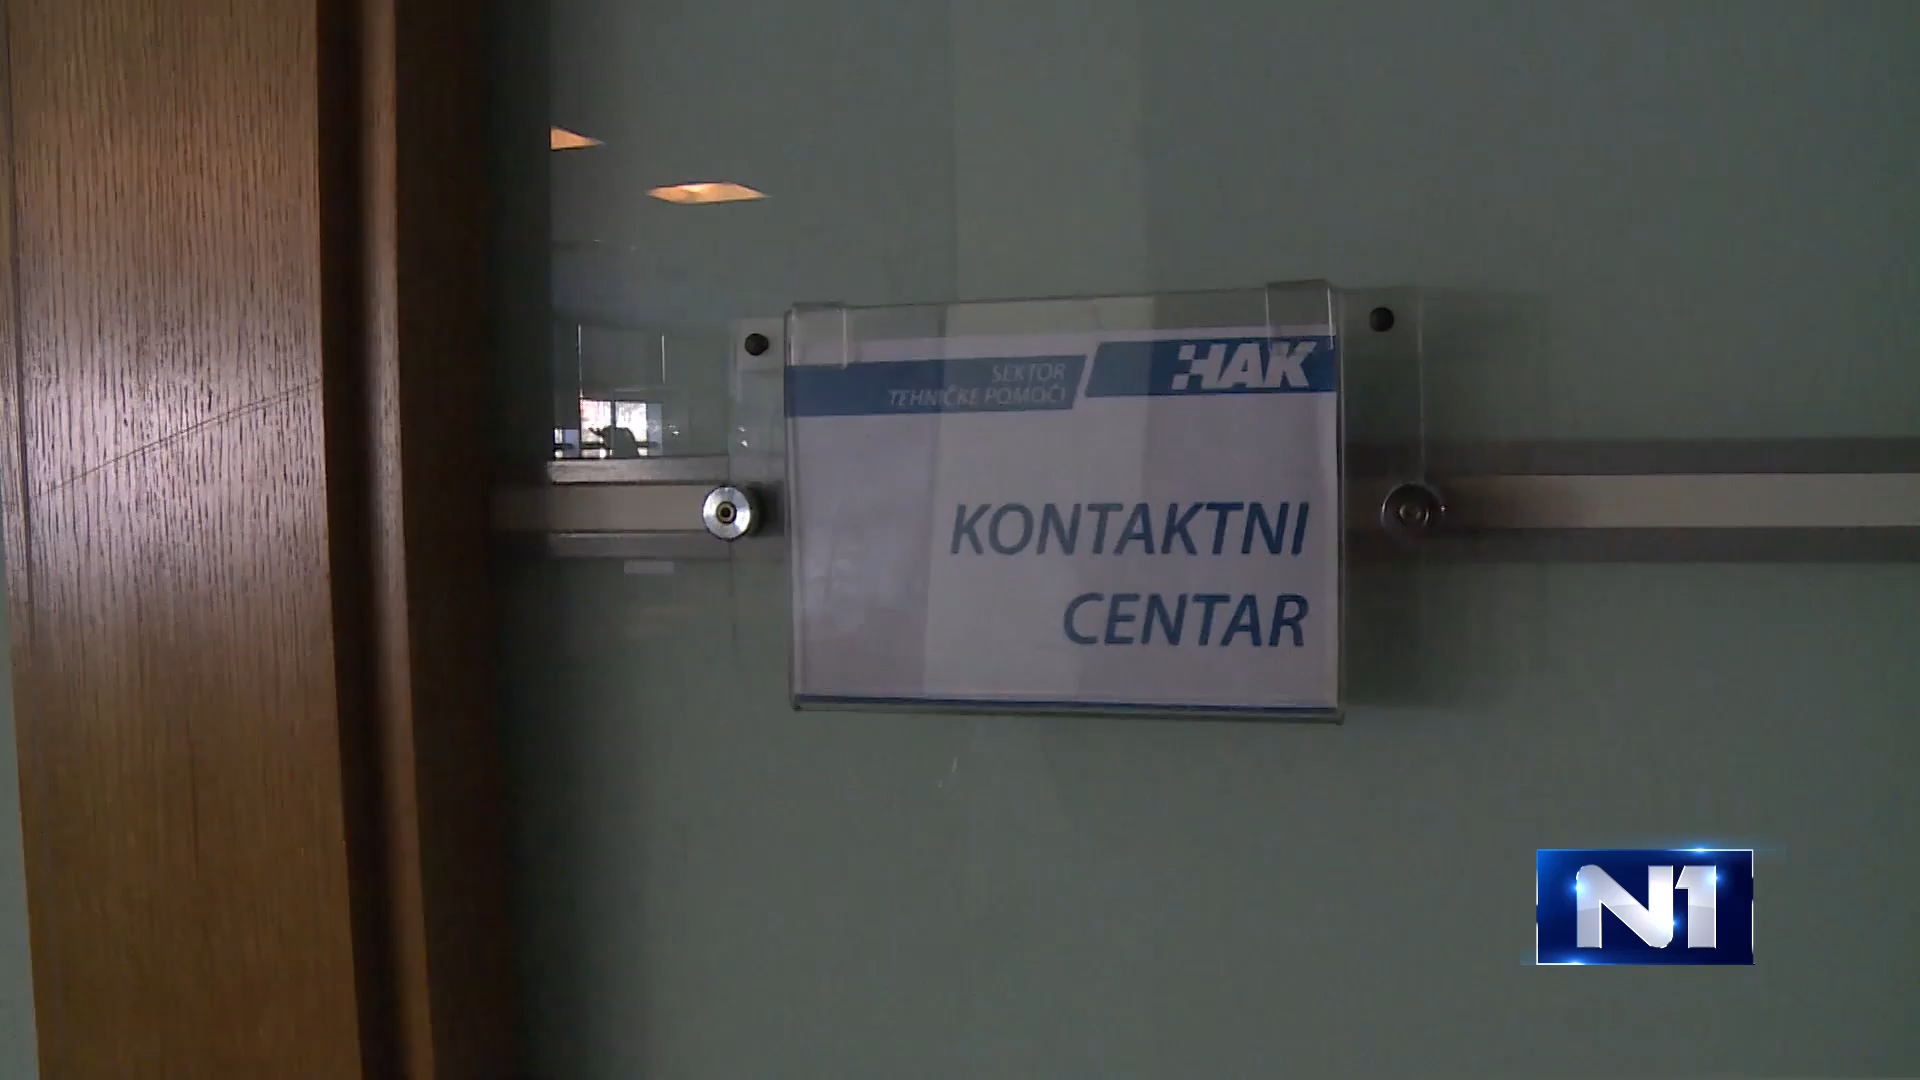 SEKTOR
TEHNIČKE POMOĆI
HAK
KONTAKTNI
CENTAR
N1